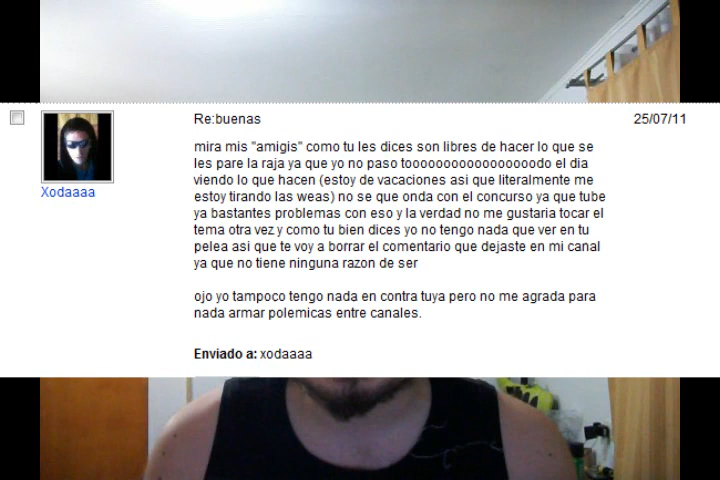 Re:buenas 25/07/11
mira mis "amigis" como tu les dices son libres de hacer lo que se
les pare la raja ya que yo no paso toooooooooooooooooodo el dia
viendo lo que hacen (estoy de vacaciones asi que literalmente me
estoy tirando las weas) no se que onda con el concurso ya que tube
ya bastantes problemas con eso y la verdad no me gustaria tocar el
tema otra vez y como tu bien dices yo no tengo nada que ver en tu
pelea asi que te voy a borrar el comentario que dejaste en mi canal
ya que no tiene ninguna razon de ser
ojo yo tampoco tengo nada en contra tuya pero no me agrada para
nada armar polemicas entre canales.
Enviado a: xodaaaa
Xodaaaa